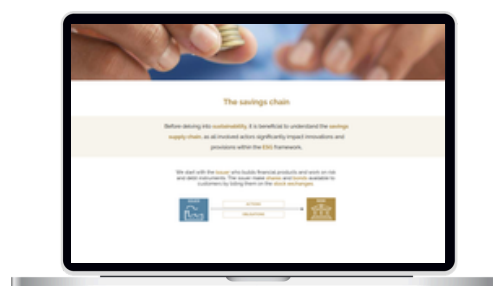 The savings chain
Before delving into sustainability, it is beneficial to understand the savings
supply chain, as all involved actors significantly impact innovations and
provisions within the ESG framework.
We start with the issuer who builds financial products and work on risk
and debt instruments. The issuer make shares and bonds available to
customers by listing them on the stock exchanges.